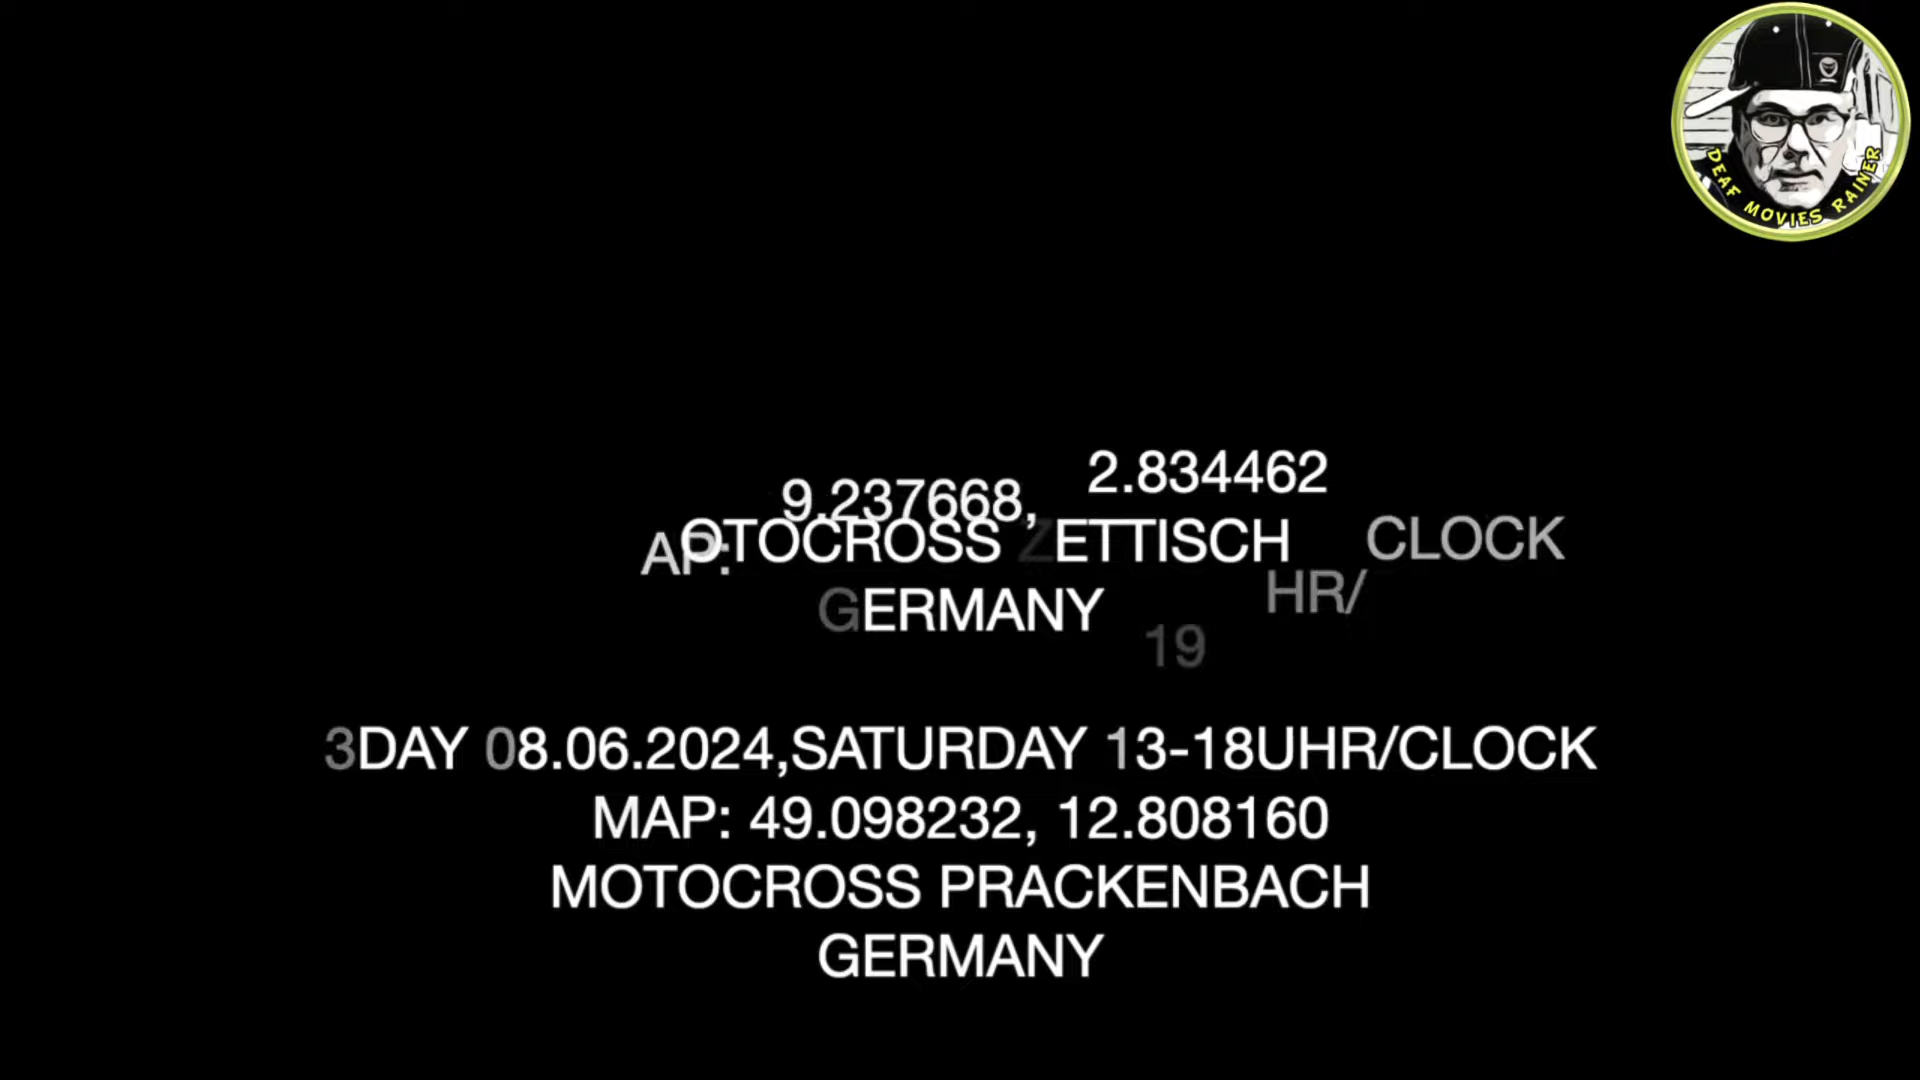 DEAF MOVIES RAINER
2.834462
9.237668,
AP:
OTOCROSS ZETTISCH
CLOCK
HR/
GERMANY
19
3DAY 08.06.2024,SATURDAY 13-18UHR/CLOCK
MAP: 49.098232, 12.808160
MOTOCROSS PRACKENBACH
GERMANY